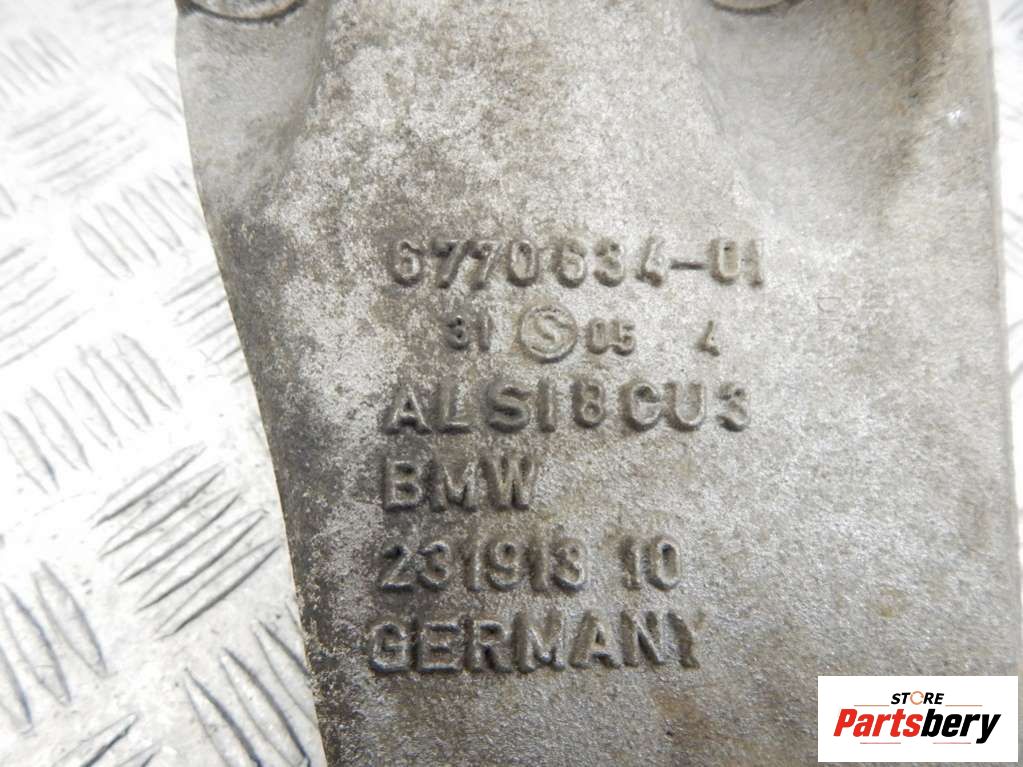 6770634-01
31 S 05 4
ALSI8CU3
BMW
231913 10
GERMANY
STORE
Partsbery